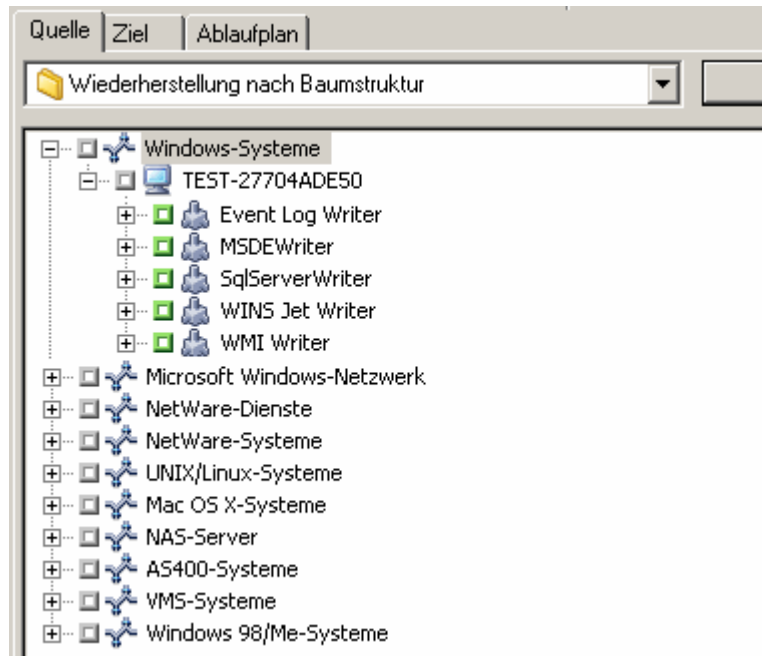 Quelle Ziel Ablaufplan
Wiederherstellung nach Baumstruktur
Windows-Systeme
TEST-27704ADE50
Event Log Writer
MSDEWriter
SqlServerWriter
WINS Jet Writer
WMI Writer
Microsoft Windows-Netzwerk
NetWare-Dienste
NetWare-Systeme
UNIX/Linux-Systeme
Mac OS X-Systeme
NAS-Server
AS400-Systeme
VMS-Systeme
Windows 98/Me-Systeme